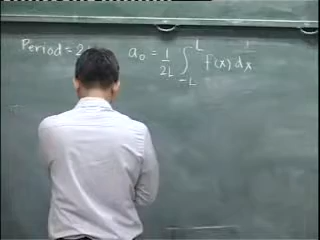 Period = 2 a₀ = 1/2L ∫_{-L}^{L} f(x) dx